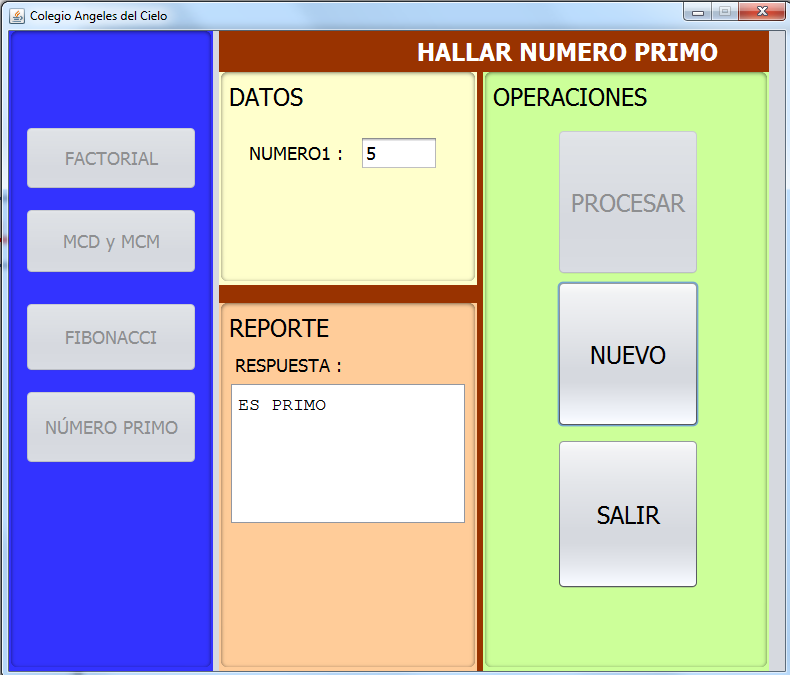 Colegio Angeles del Cielo
HALLAR NUMERO PRIMO
FACTORIAL
MCD y MCM
FIBONACCI
NÚMERO PRIMO
DATOS
NUMERO1 : 5
REPORTE
RESPUESTA :
ES PRIMO
OPERACIONES
PROCESAR
NUEVO
SALIR